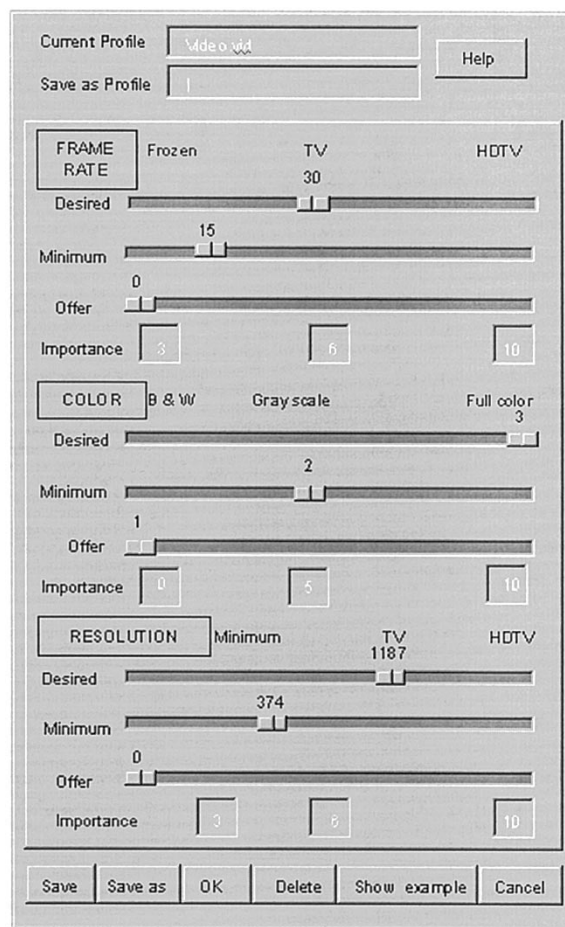 Current Profile Video.vid Help
Save as Profile
FRAME RATE Frozen TV HDTV
30
Desired
15
Minimum
0
Offer
Importance 3 6 10
COLOR B & W Gray scale Full color
3
Desired
2
Minimum
1
Offer
Importance 0 5 10
RESOLUTION Minimum TV HDTV
1187
Desired
374
Minimum
0
Offer
Importance 3 6 10
Save Save as OK Delete Show example Cancel